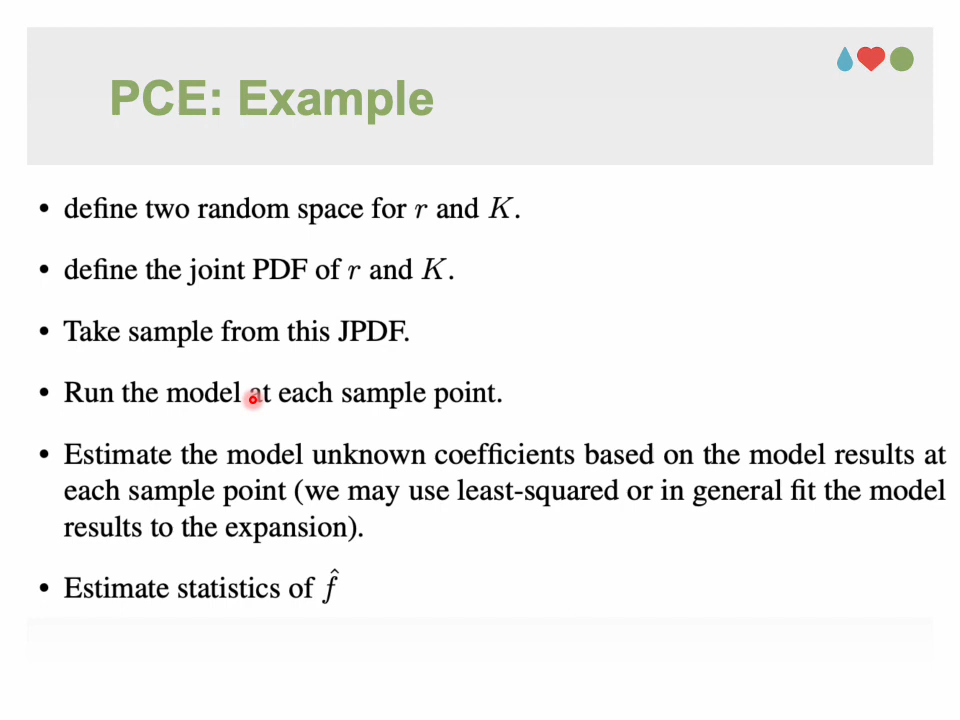 PCE: Example
• define two random space for r and K.
• define the joint PDF of r and K.
• Take sample from this JPDF.
• Run the model at each sample point.
• Estimate the model unknown coefficients based on the model results at
each sample point (we may use least-squared or in general fit the model
results to the expansion).
• Estimate statistics of f̂